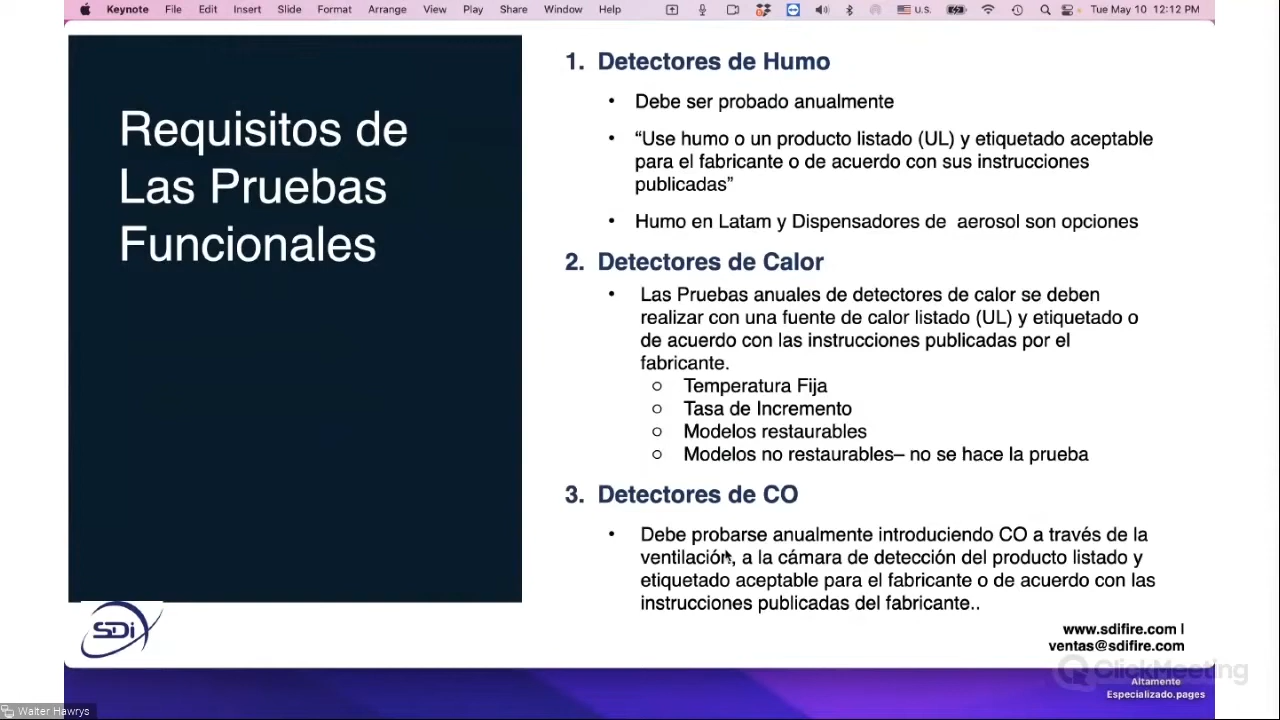 Keynote File Edit Insert Slide Format Arrange View Play Share Window Help U.S. Tue May 10 12:12 PM
Requisitos de
Las Pruebas
Funcionales
1. Detectores de Humo
• Debe ser probado anualmente
• “Use humo o un producto listado (UL) y etiquetado aceptable
para el fabricante o de acuerdo con sus instrucciones
publicadas”
• Humo en Latam y Dispensadores de aerosol son opciones
2. Detectores de Calor
• Las Pruebas anuales de detectores de calor se deben
realizar con una fuente de calor listado (UL) y etiquetado o
de acuerdo con las instrucciones publicadas por el
fabricante.
○ Temperatura Fija
○ Tasa de Incremento
○ Modelos restaurables
○ Modelos no restaurables– no se hace la prueba
3. Detectores de CO
• Debe probarse anualmente introduciendo CO a través de la
ventilación, a la cámara de detección del producto listado y
etiquetado aceptable para el fabricante o de acuerdo con las
instrucciones publicadas del fabricante..
SDi
www.sdifire.com |
ventas@sdifire.com
ClickMeeting
Altamente
Especializado.pages
Walter Hawrys